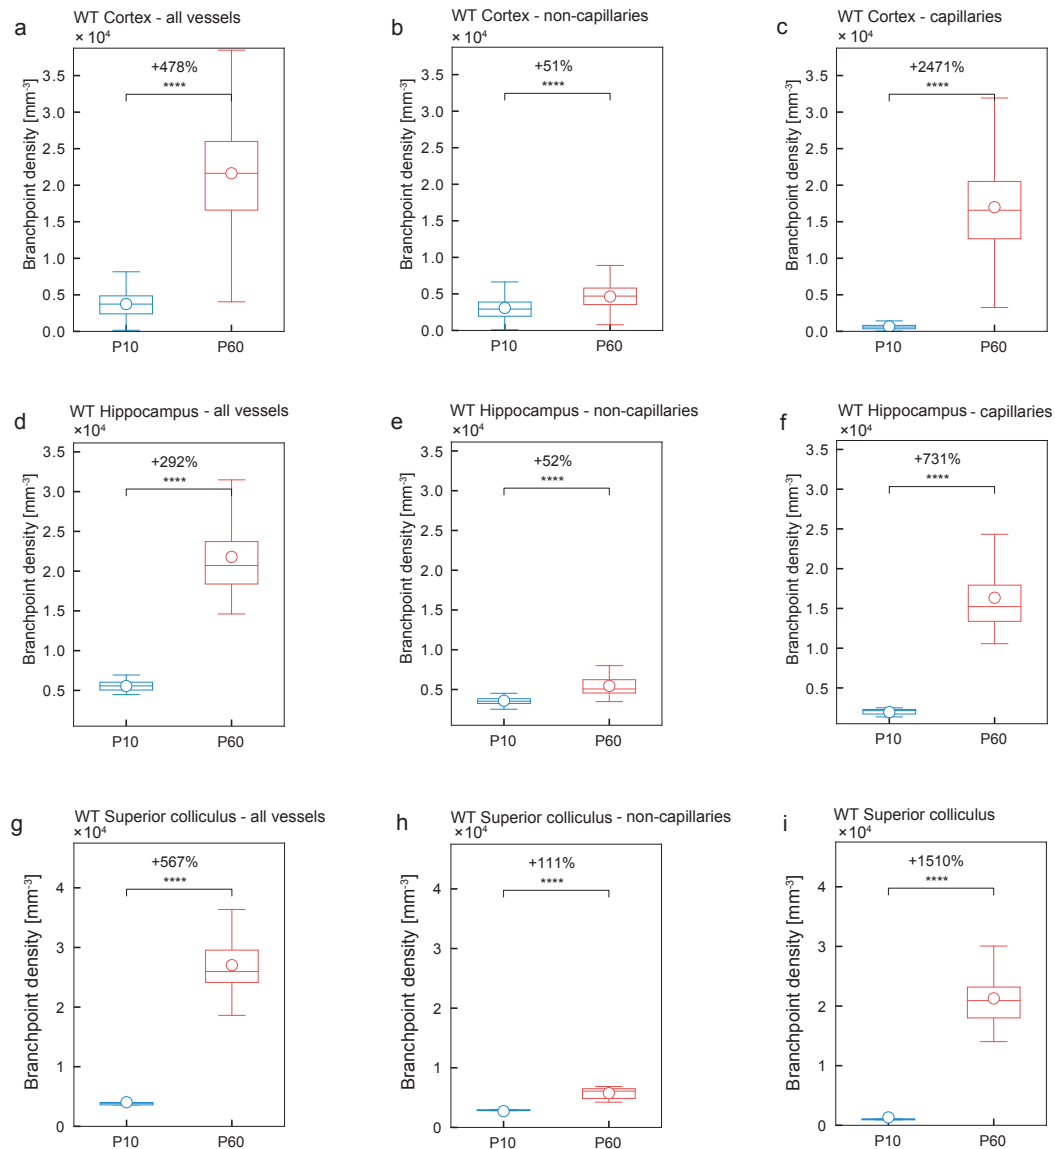 a
WT Cortex - all vessels
× 10⁴
Branchpoint density [mm⁻³]
3.5
3.0
2.5
2.0
1.5
1.0
0.5
0.0
+478%
****
P10
P60
b
WT Cortex - non-capillaries
× 10⁴
Branchpoint density [mm⁻³]
3.5
3.0
2.5
2.0
1.5
1.0
0.5
0.0
+51%
****
P10
P60
c
WT Cortex - capillaries
× 10⁴
Branchpoint density [mm⁻³]
3.5
3.0
2.5
2.0
1.5
1.0
0.5
0.0
+2471%
****
P10
P60
d
WT Hippocampus - all vessels
×10⁴
Branchpoint density [mm⁻³]
3.5
3.0
2.5
2.0
1.5
1.0
0.5
+292%
****
P10
P60
e
WT Hippocampus - non-capillaries
×10⁴
Branchpoint density [mm⁻³]
3.5
3.0
2.5
2.0
1.5
1.0
0.5
+52%
****
P10
P60
f
WT Hippocampus - capillaries
×10⁴
Branchpoint density [mm⁻³]
3.5
3.0
2.5
2.0
1.5
1.0
0.5
+731%
****
P10
P60
g
WT Superior colliculus - all vessels
×10⁴
Branchpoint density [mm⁻³]
4
3
2
1
0
+567%
****
P10
P60
h
WT Superior colliculus - non-capillaries
×10⁴
Branchpoint density [mm⁻³]
4
3
2
1
0
+111%
****
P10
P60
i
WT Superior colliculus
×10⁴
Branchpoint density [mm⁻³]
4
3
2
1
0
+1510%
****
P10
P60